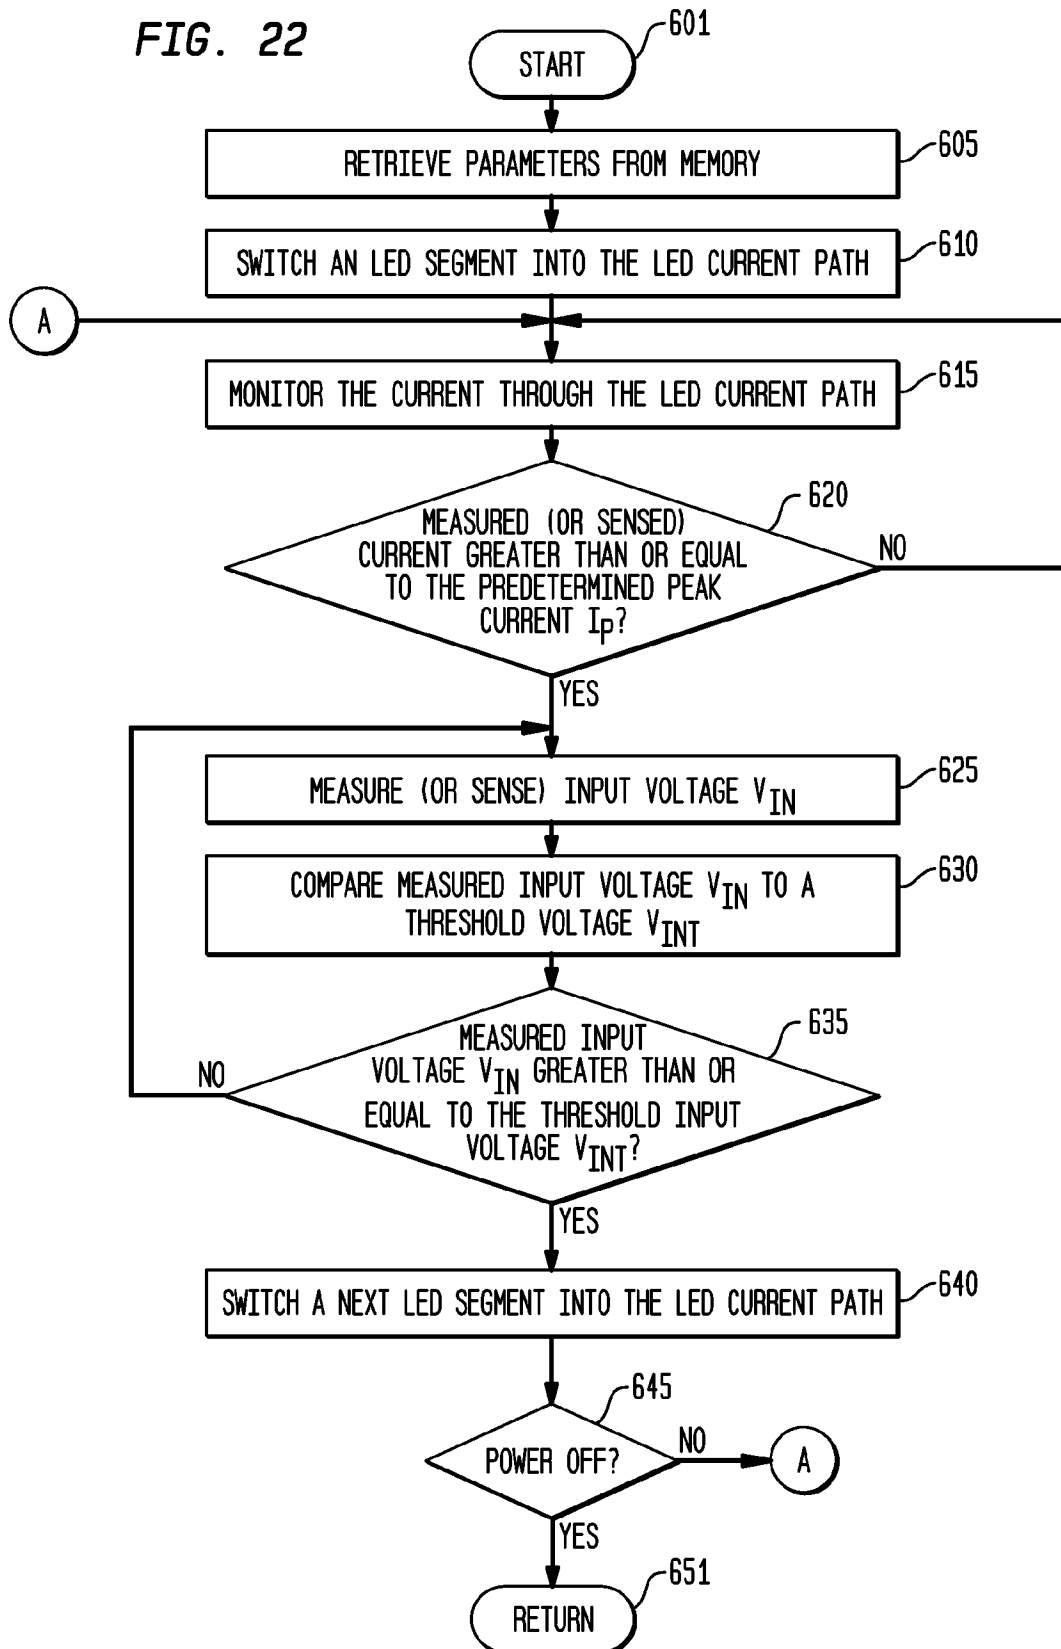 FIG. 22
START
601
RETRIEVE PARAMETERS FROM MEMORY
605
SWITCH AN LED SEGMENT INTO THE LED CURRENT PATH
610
A
MONITOR THE CURRENT THROUGH THE LED CURRENT PATH
615
MEASURED (OR SENSED)
CURRENT GREATER THAN OR EQUAL
TO THE PREDETERMINED PEAK
CURRENT IP?
620
NO
YES
MEASURE (OR SENSE) INPUT VOLTAGE VIN
625
COMPARE MEASURED INPUT VOLTAGE VIN TO A
THRESHOLD VOLTAGE VINT
630
MEASURED INPUT
VOLTAGE VIN GREATER THAN OR
EQUAL TO THE THRESHOLD INPUT
VOLTAGE VINT?
635
NO
YES
SWITCH A NEXT LED SEGMENT INTO THE LED CURRENT PATH
640
POWER OFF?
645
NO
A
YES
RETURN
651